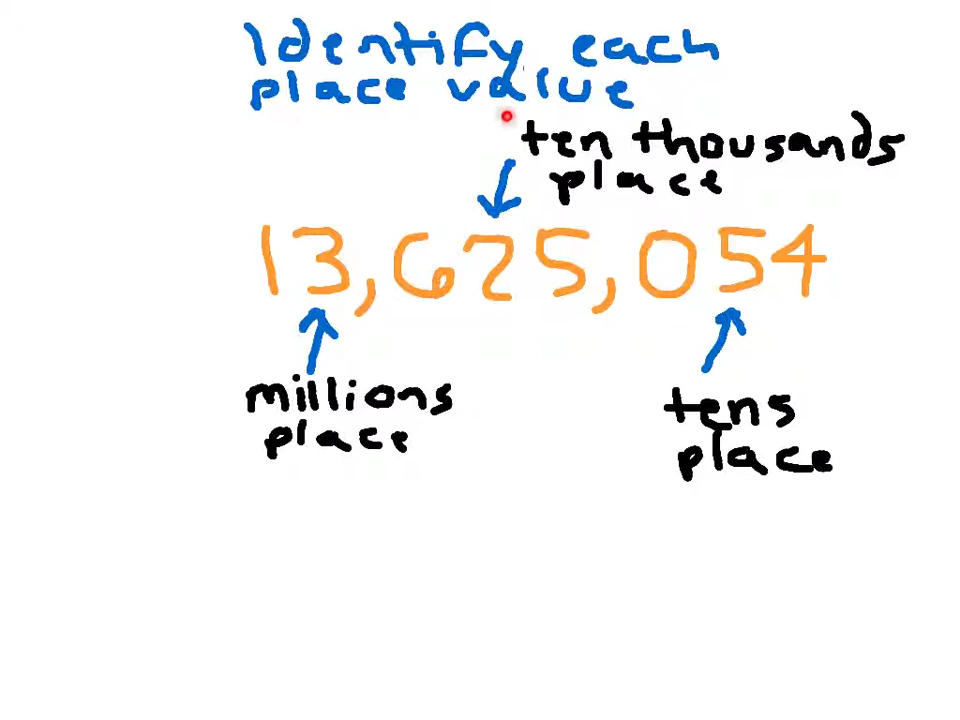 Identify each
place value
ten thousands
place
13,625,054
millions
place
tens
place